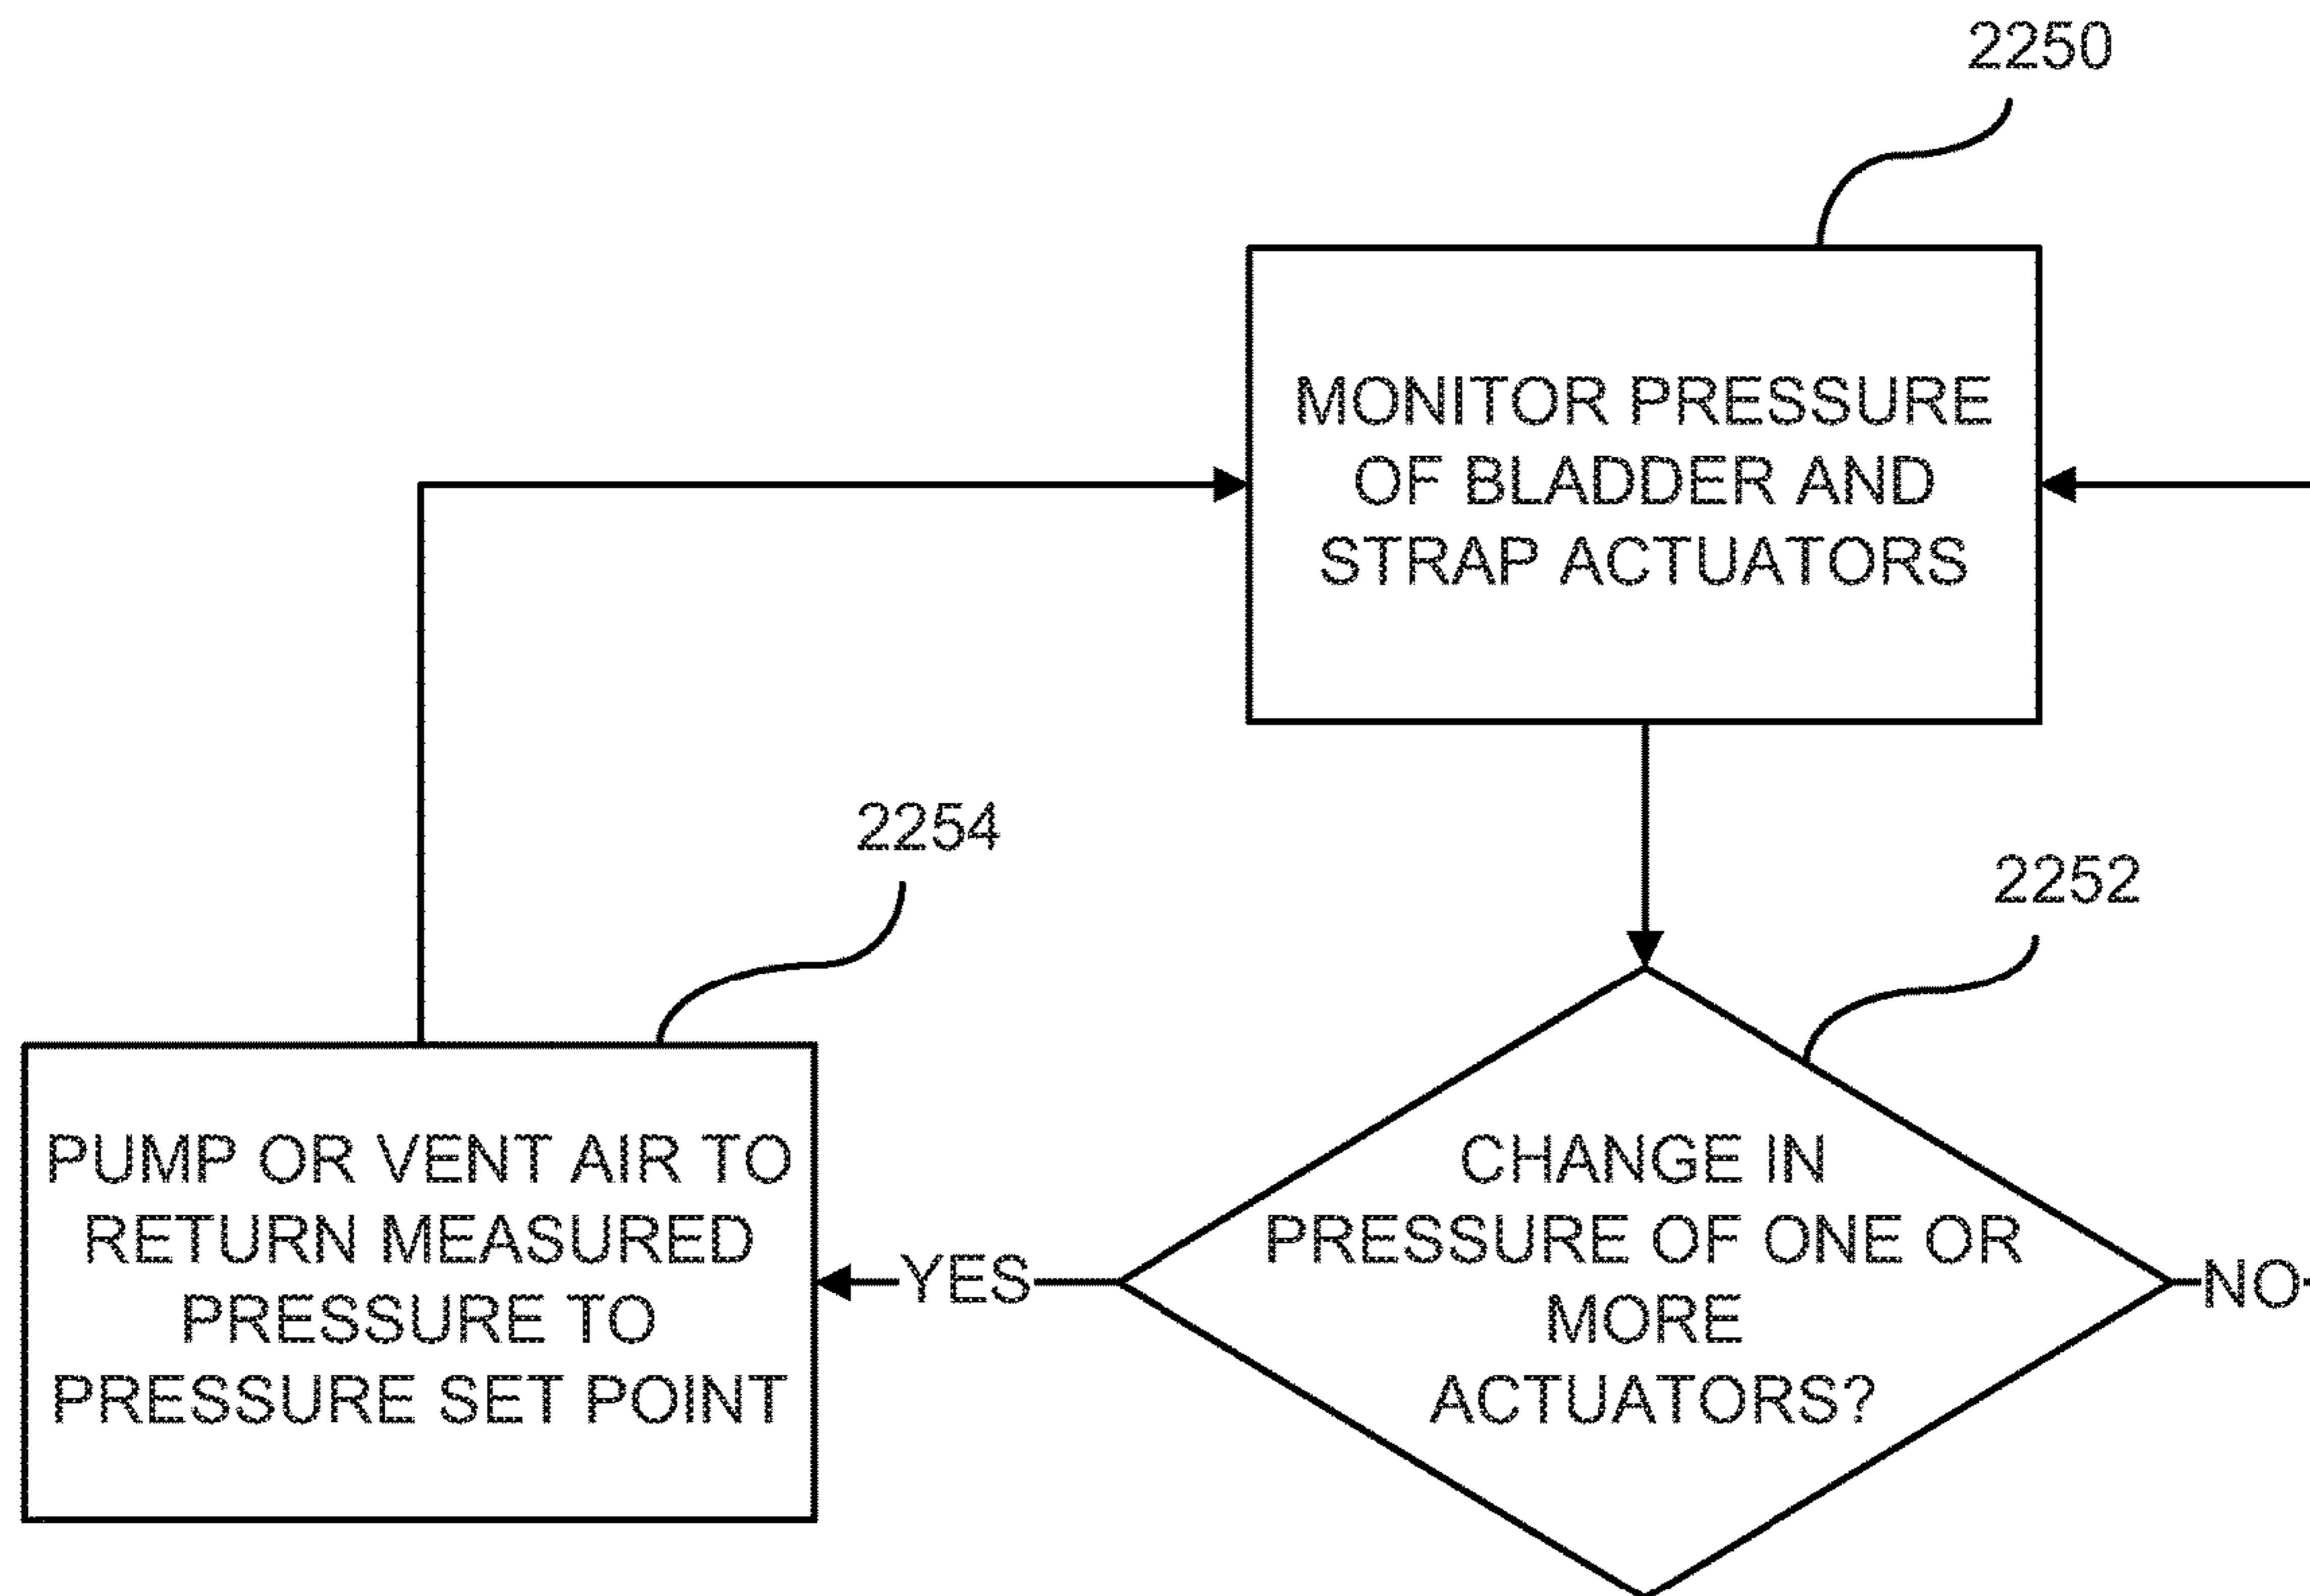 2250
MONITOR PRESSURE
OF BLADDER AND
STRAP ACTUATORS
2254
2252
PUMP OR VENT AIR TO
RETURN MEASURED
PRESSURE TO
PRESSURE SET POINT
YES
CHANGE IN
PRESSURE OF ONE OR
MORE
ACTUATORS?
NO